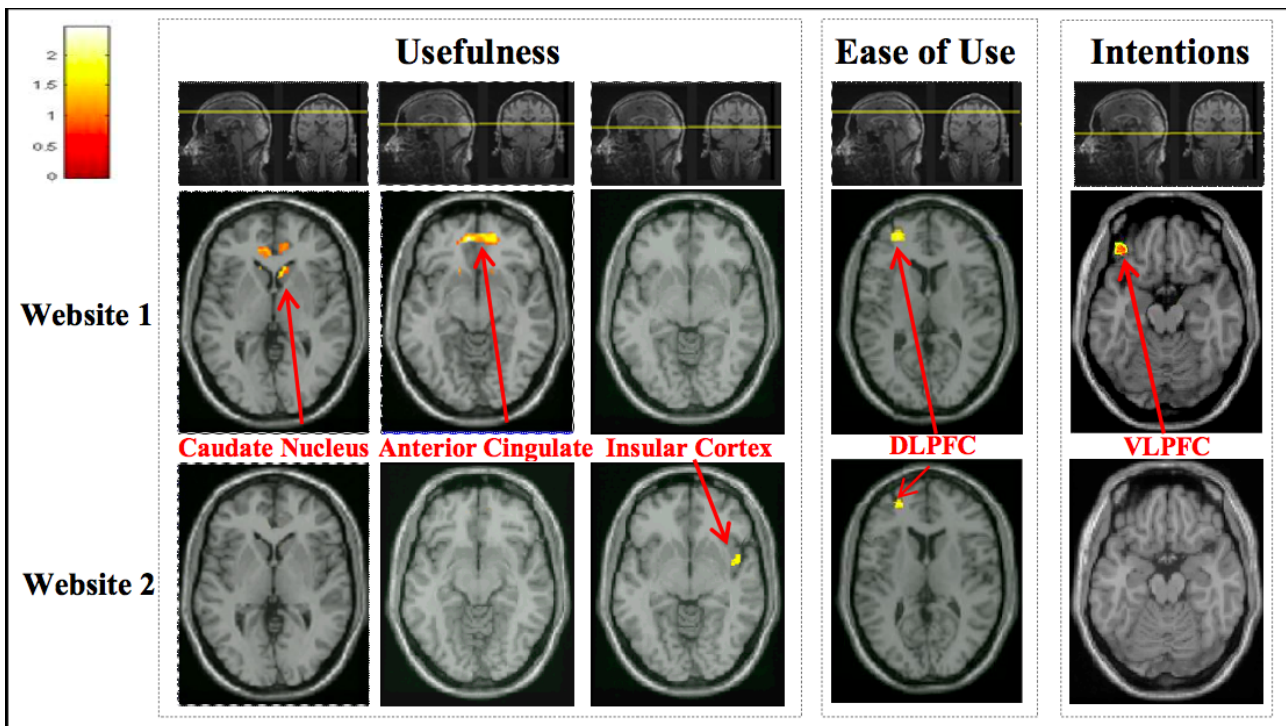 Usefulness
Ease of Use
Intentions
2
1.5
1
0.5
0
Website 1
Caudate Nucleus
Anterior Cingulate
Insular Cortex
DLPFC
VLPFC
Website 2